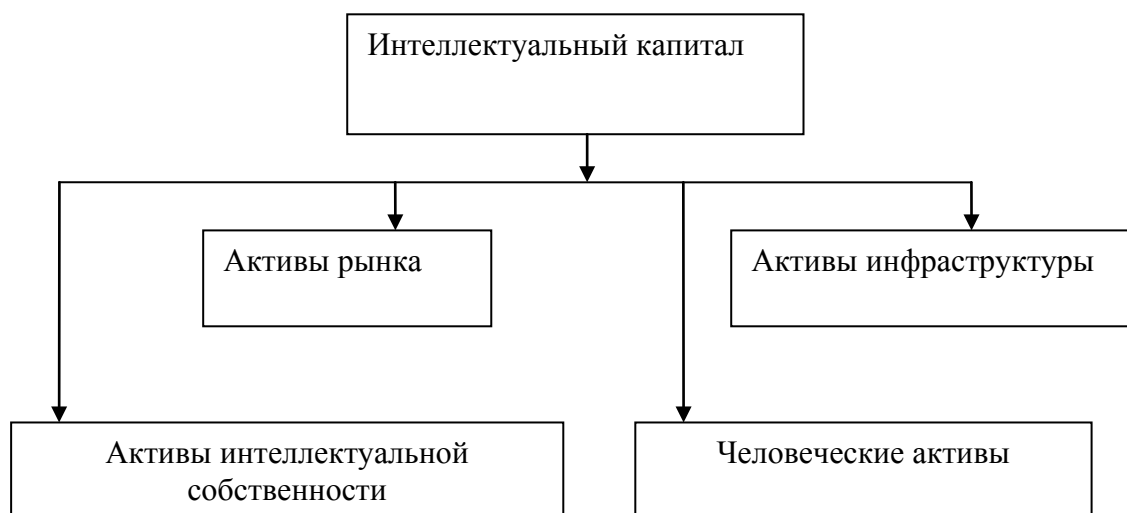 Интеллектуальный капитал
Активы рынка
Активы инфраструктуры
Активы интеллектуальной
собственности
Человеческие активы